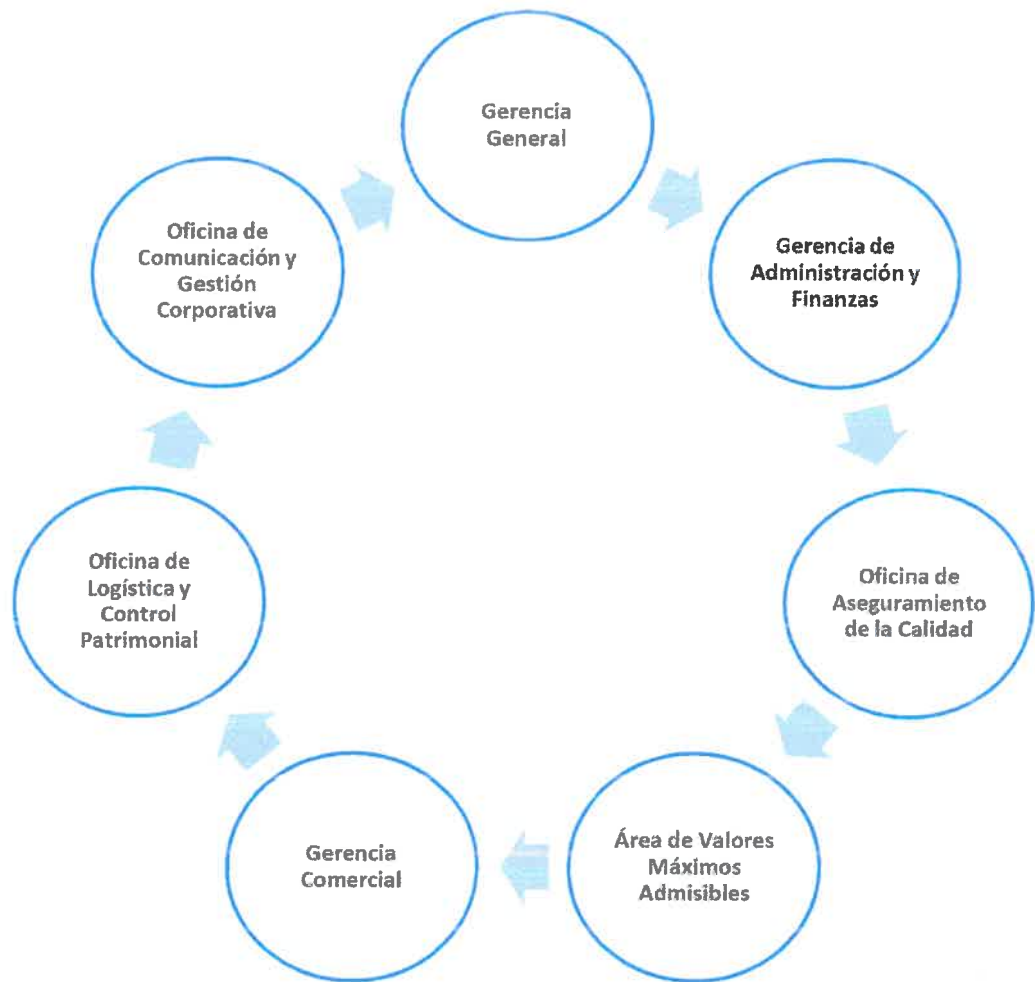 Gerencia
General
Gerencia de
Administración y
Finanzas
Oficina de
Aseguramiento
de la Calidad
Área de Valores
Máximos
Admisibles
Gerencia
Comercial
Oficina de
Logística y
Control
Patrimonial
Oficina de
Comunicación y
Gestión
Corporativa